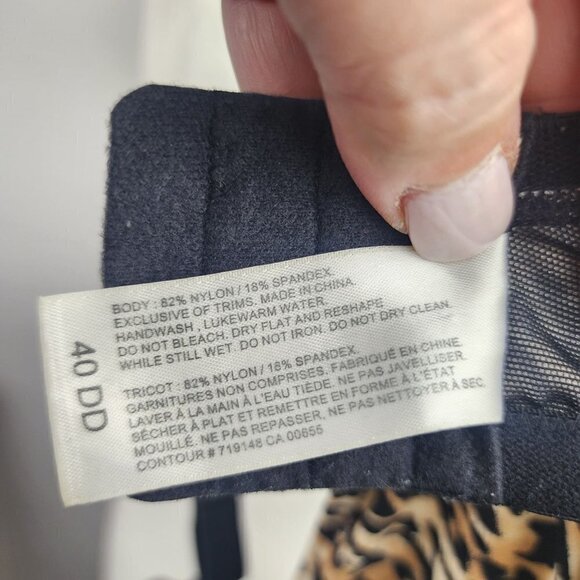 BODY : 82% NYLON / 18% SPANDEX.
EXCLUSIVE OF TRIMS. MADE IN CHINA.
HANDWASH , LUKEWARM WATER.
DO NOT BLEACH. DRY FLAT AND RESHAPE
WHILE STILL WET. DO NOT IRON. DO NOT DRY CLEAN.
TRICOT : 82% NYLON / 18% SPANDEX.
GARNITURES NON COMPRISES. FABRIQUÉ EN CHINE.
LAVER À LA MAIN À L'EAU TIÈDE. NE PAS JAVELLISER.
SÉCHER À PLAT ET REMETTRE EN FORME À L'ÉTAT
MOUILLÉ. NE PAS REPASSER. NE PAS NETTOYER À SEC.
CONTOUR # 719148 CA 00655
40 DD